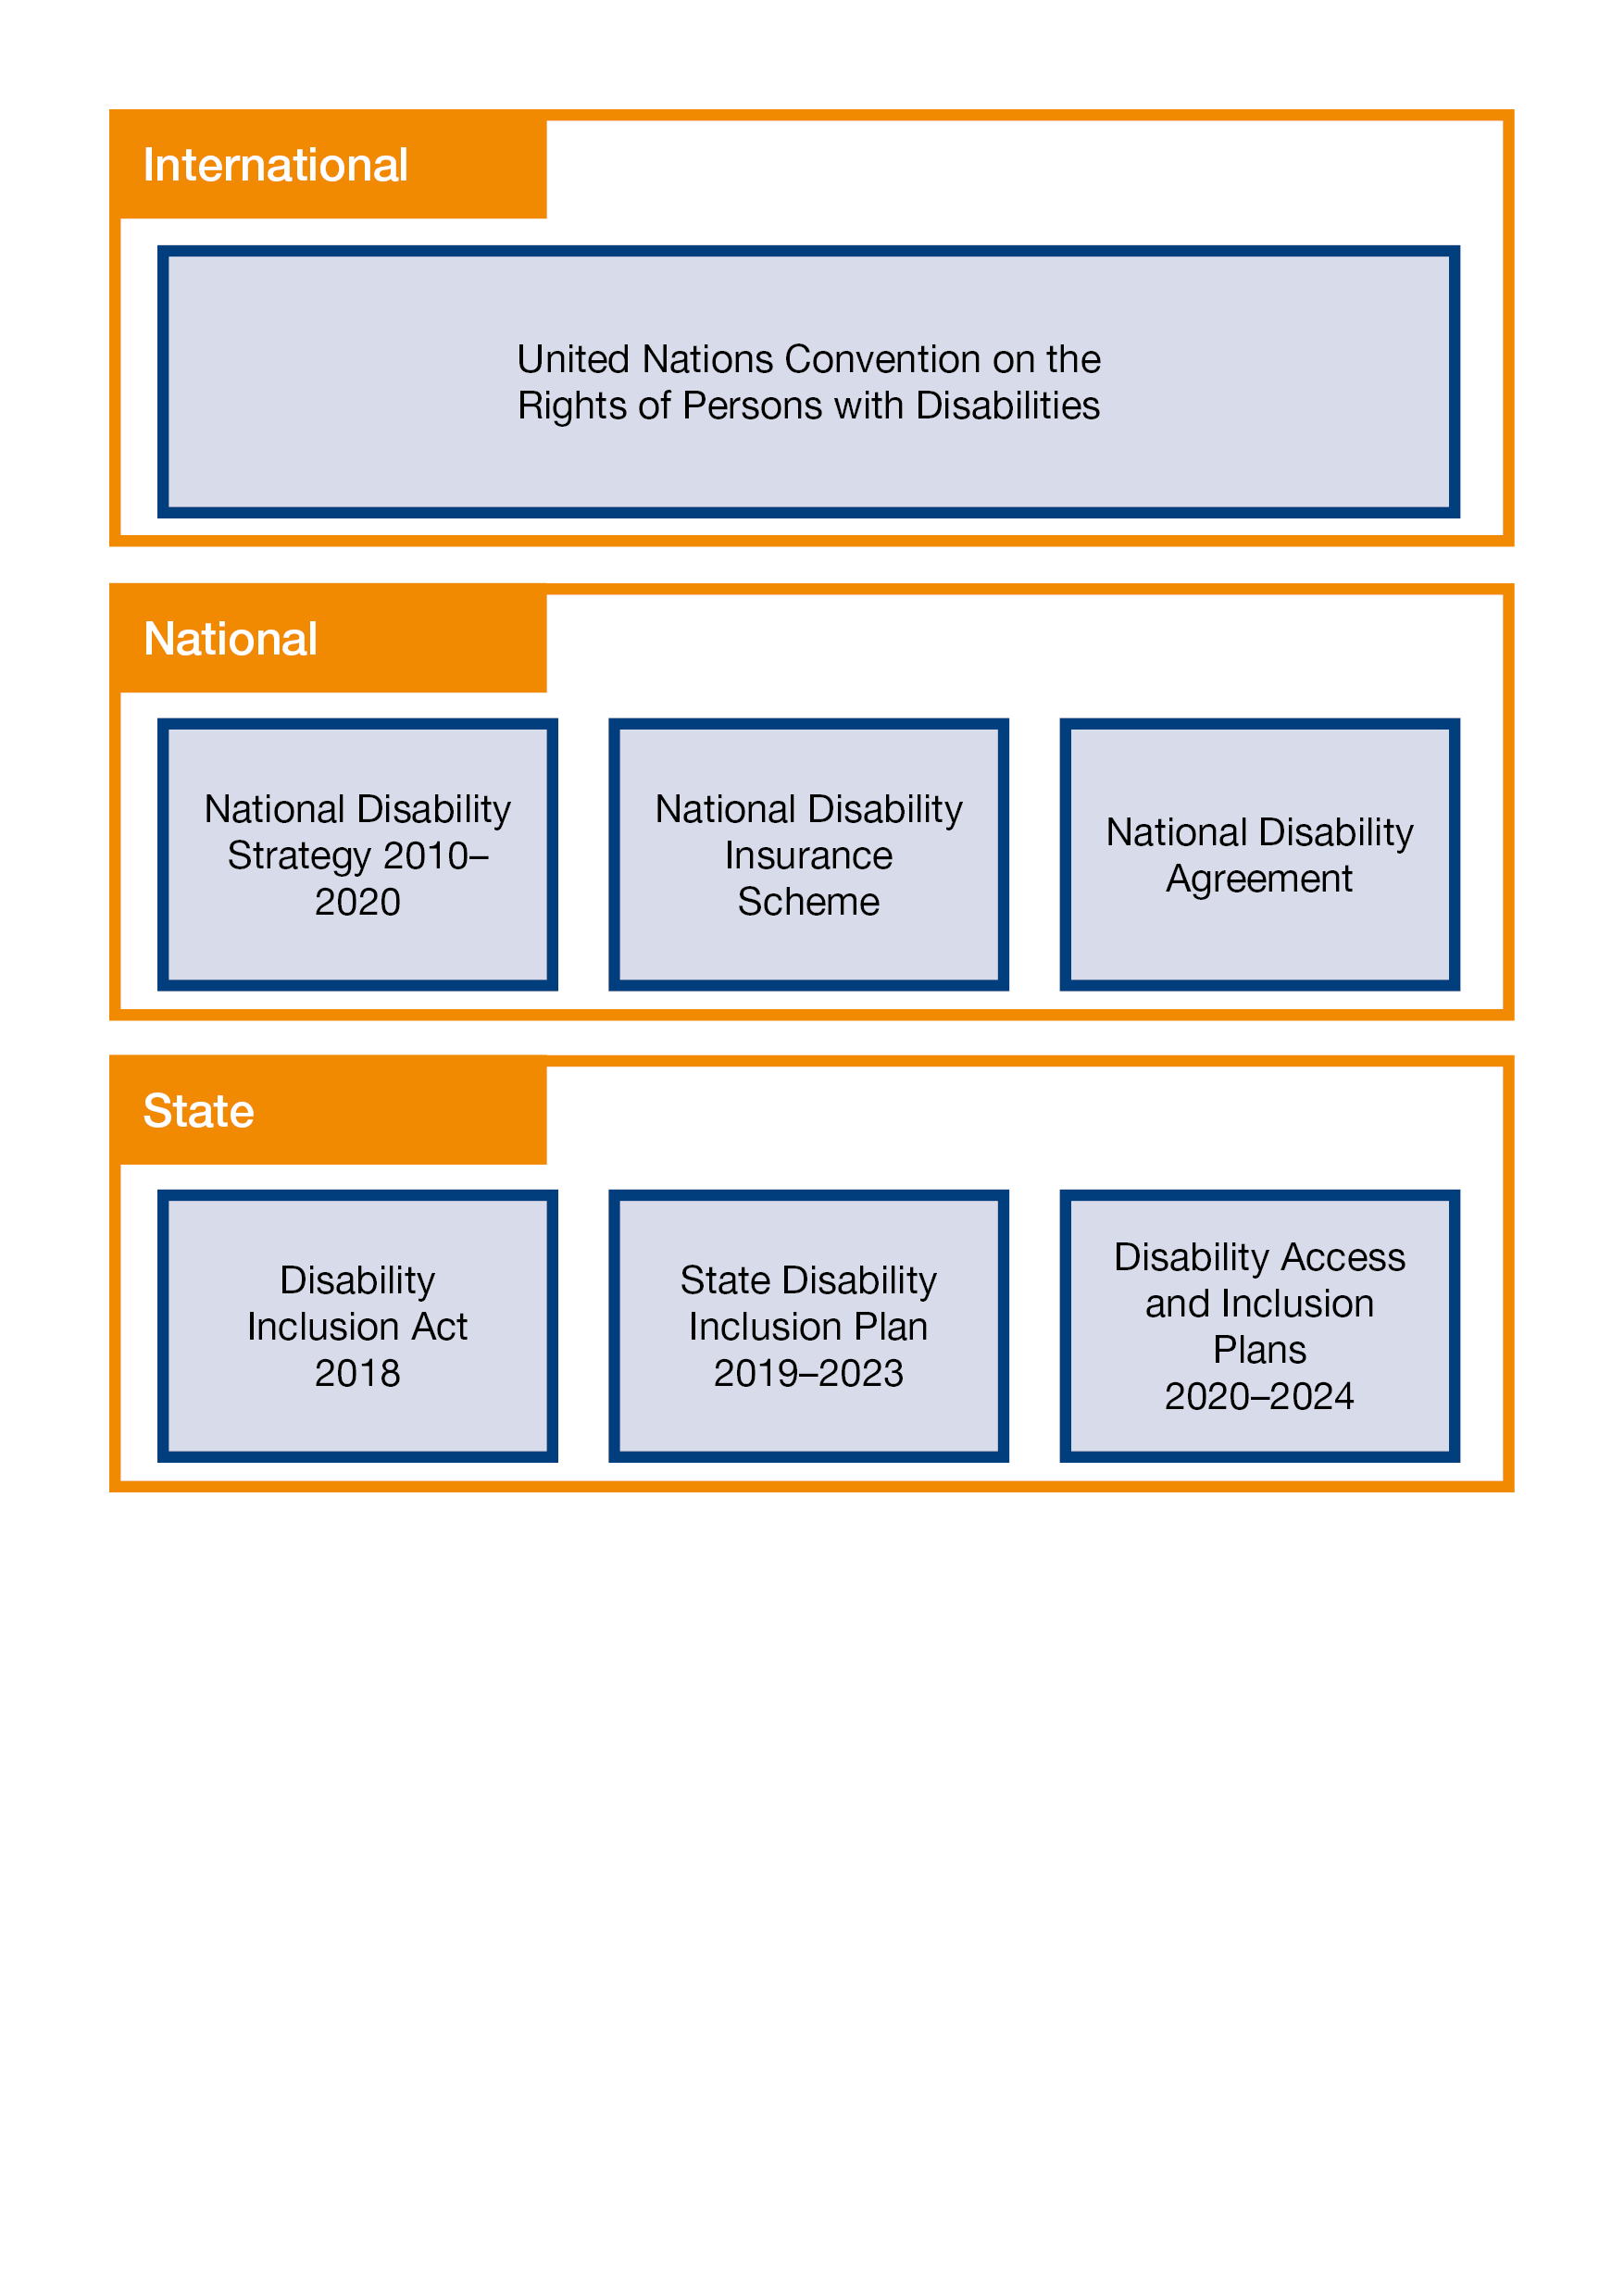 International
United Nations Convention on the
Rights of Persons with Disabilities
National
National Disability
Strategy 2010–
2020
National Disability
Insurance
Scheme
National Disability
Agreement
State
Disability
Inclusion Act
2018
State Disability
Inclusion Plan
2019–2023
Disability Access
and Inclusion
Plans
2020–2024